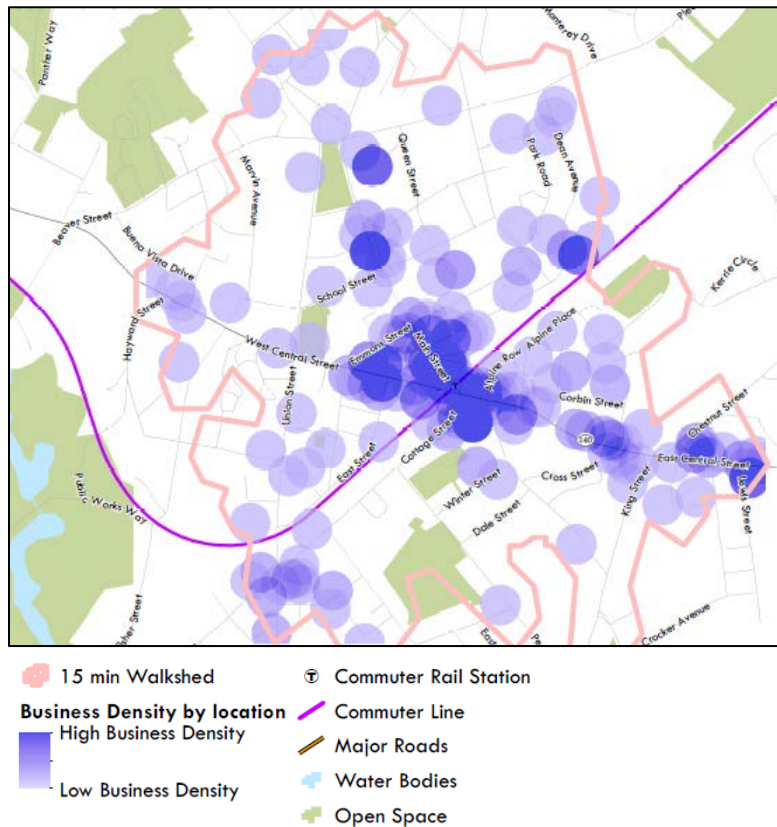 Monterey Drive
Panther Way
Queen Street
Dean Avenue
Park Road
Marvin Avenue
Beaver Street
Buena Vista Drive
Kerrie Circle
School Street
Hayward Street
Emmons Street
Main Street
Alpine Row
Alpine Place
West Central Street
Union Street
Corbin Street
Chestnut Street
Cottage Street
140
East Street
East Central Street
Cross Street
Winter Street
King Street
Lewis Street
Public Works Way
Dale Street
Crocker Avenue
East
15 min Walkshed
Business Density by location
High Business Density
Low Business Density
T Commuter Rail Station
Commuter Line
Major Roads
Water Bodies
Open Space